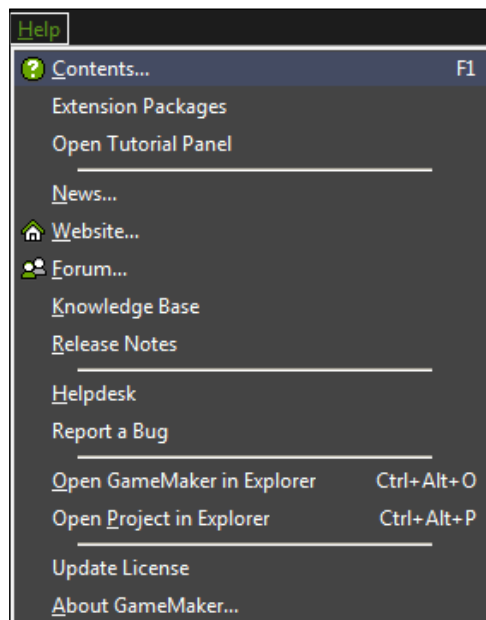 Help
Contents... F1
Extension Packages
Open Tutorial Panel
News...
Website...
Forum...
Knowledge Base
Release Notes
Helpdesk
Report a Bug
Open GameMaker in Explorer Ctrl+Alt+O
Open Project in Explorer Ctrl+Alt+P
Update License
About GameMaker...